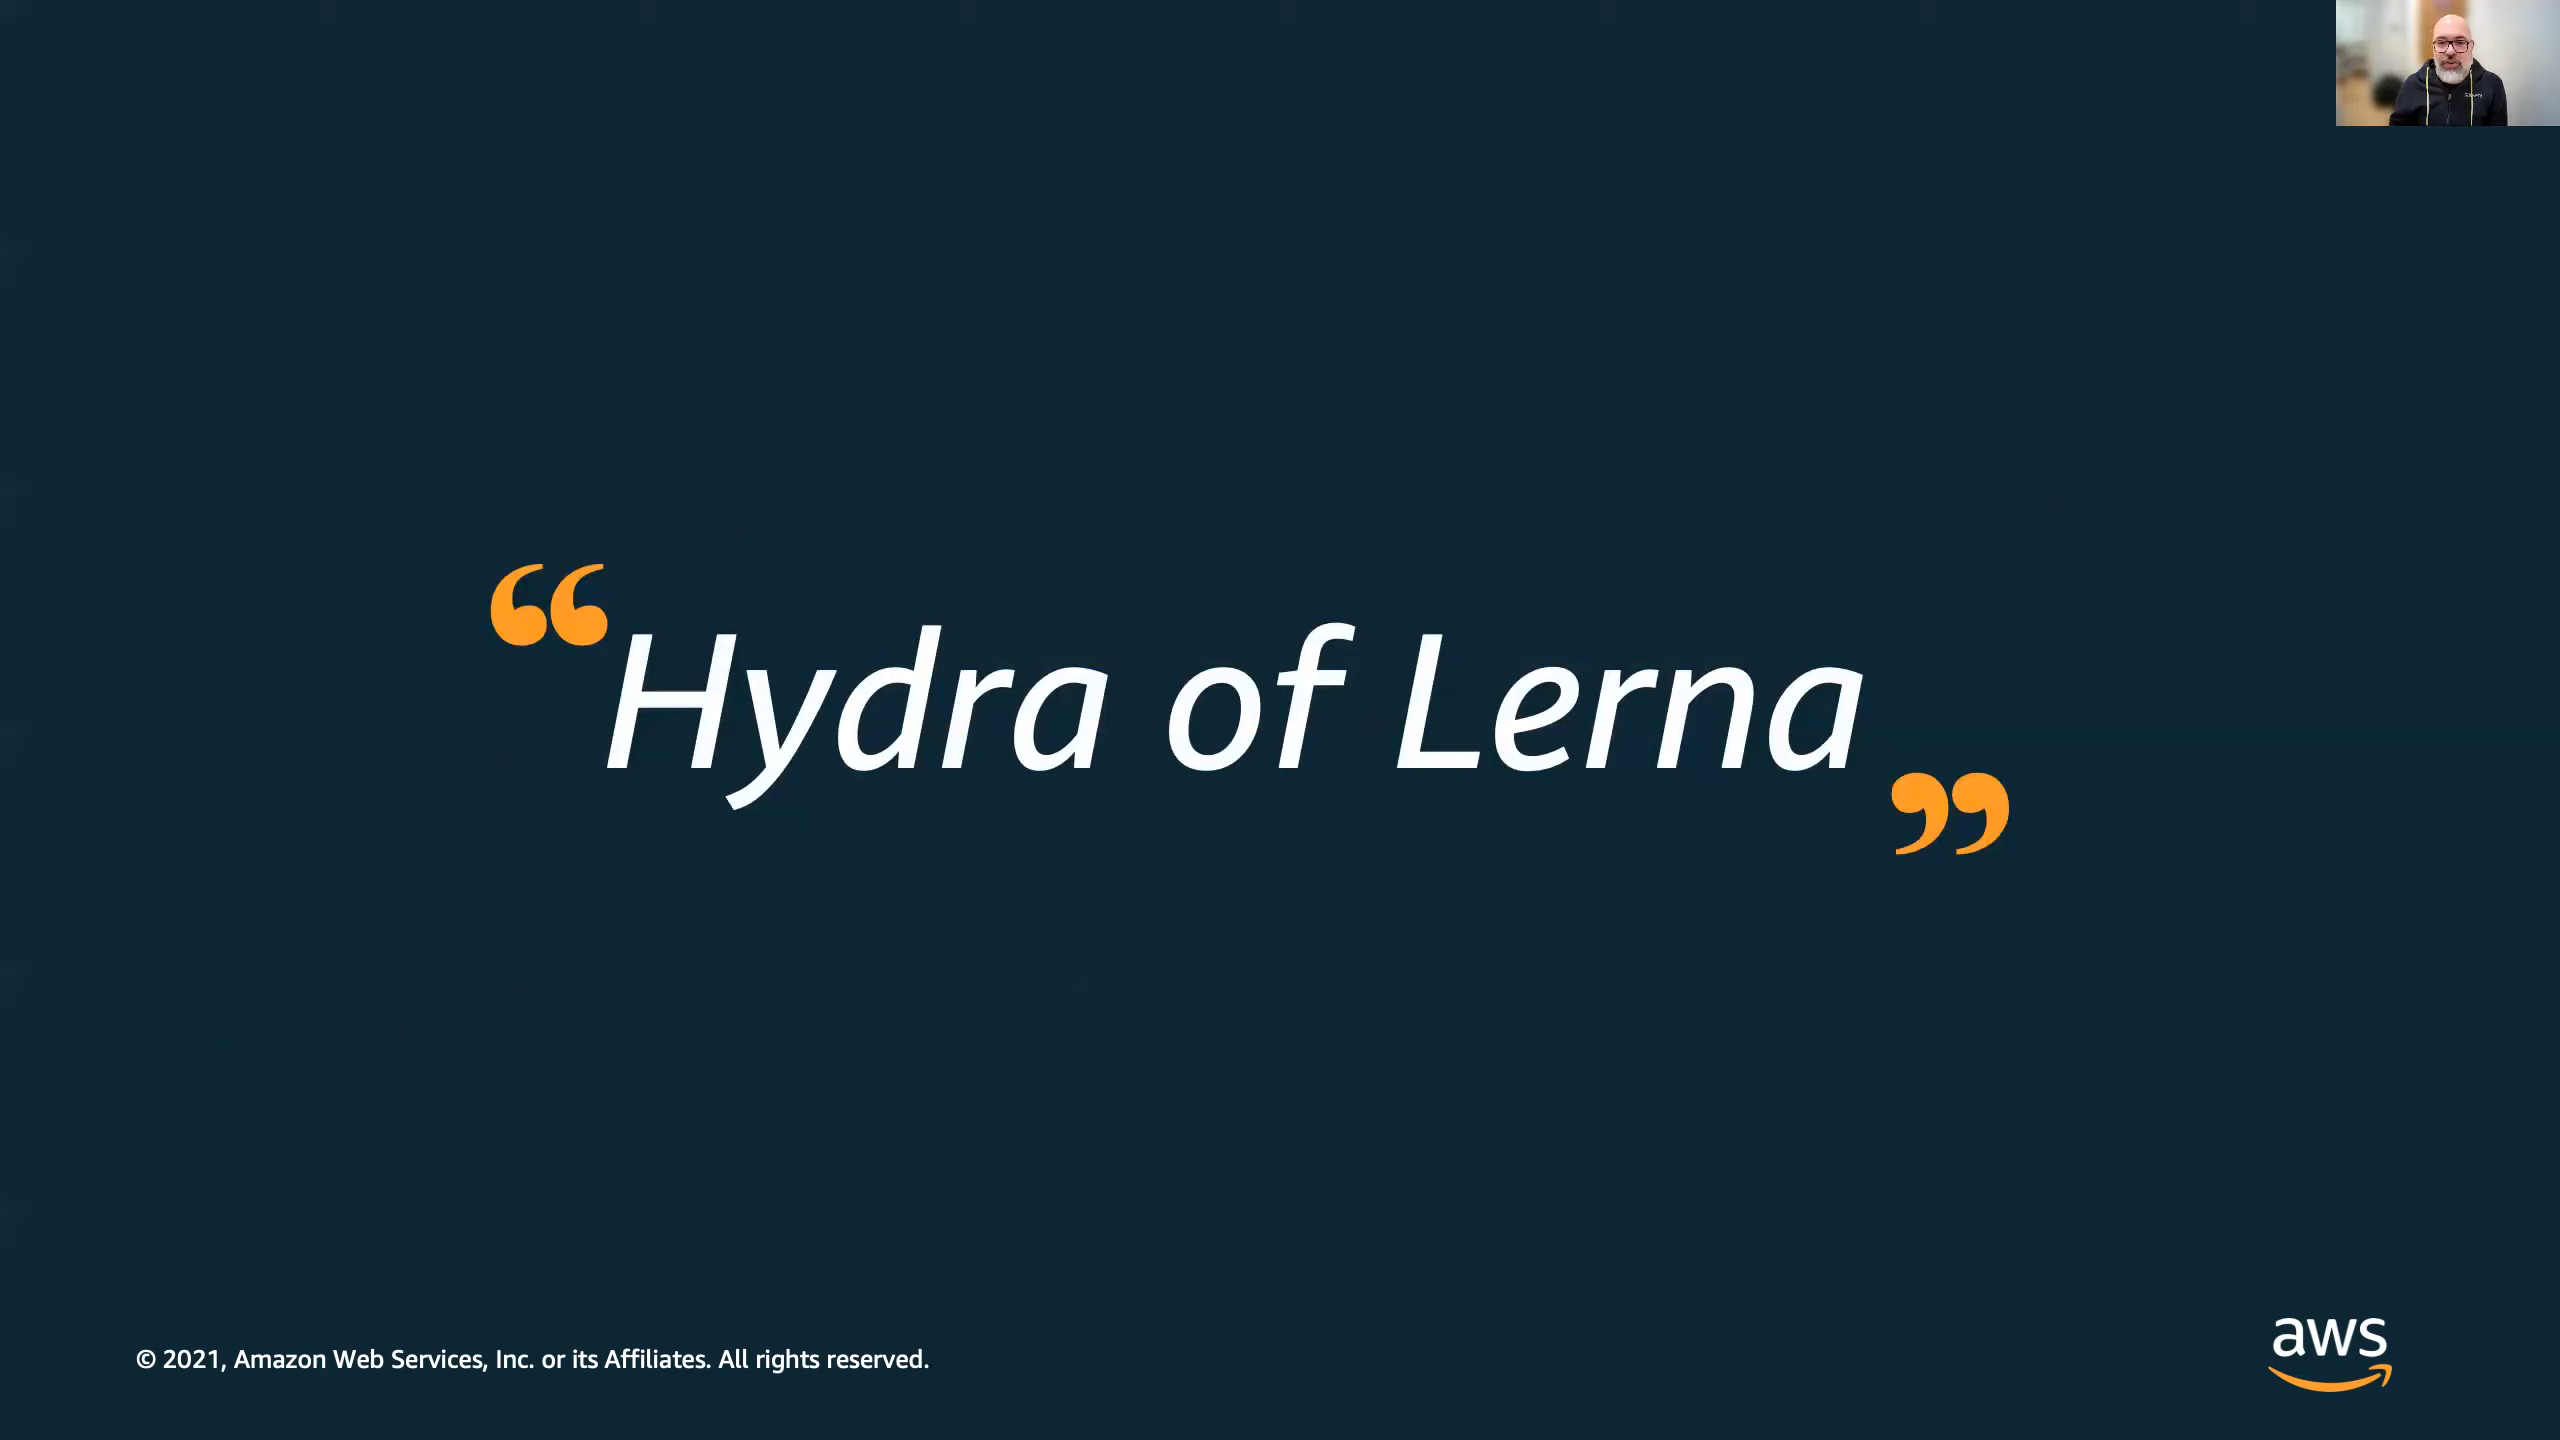 “Hydra of Lerna”
© 2021, Amazon Web Services, Inc. or its Affiliates. All rights reserved.
aws